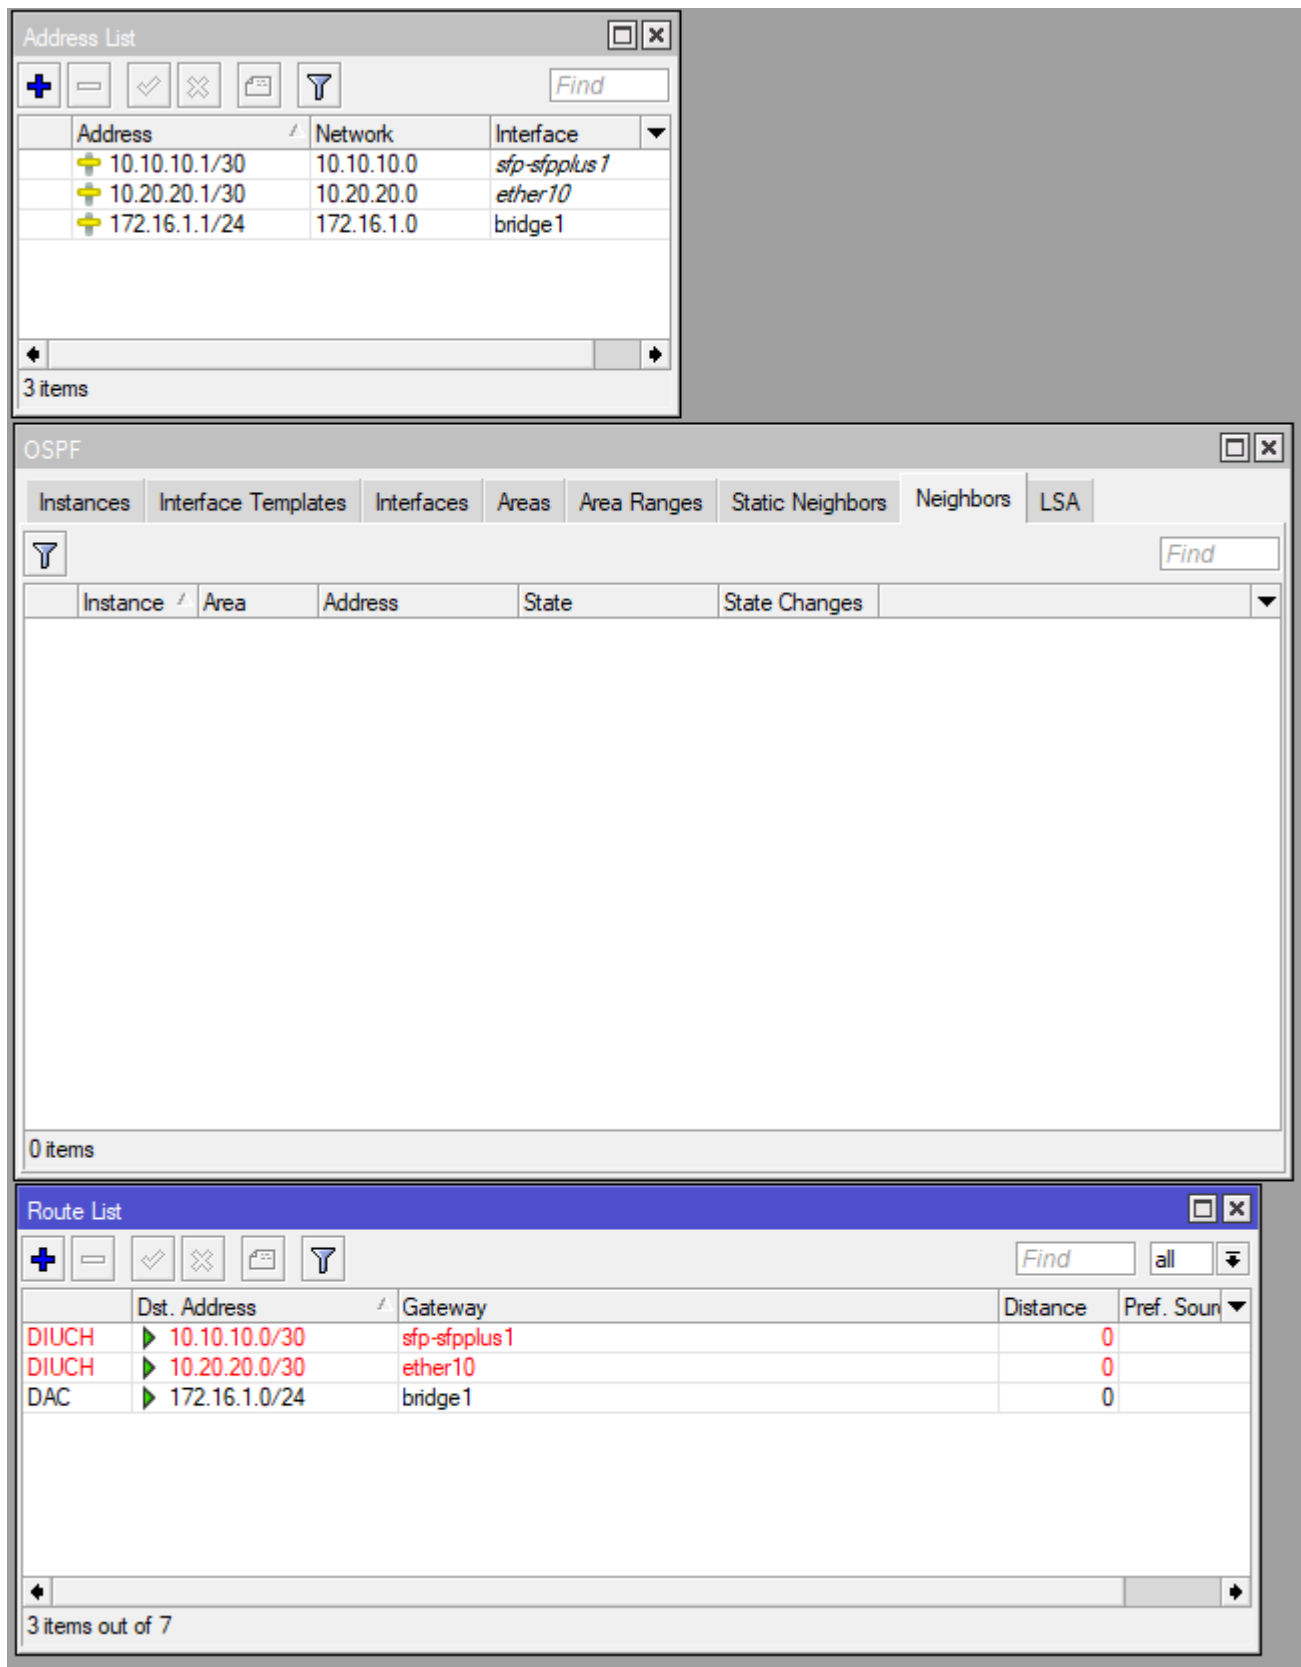 Address List
Find
Address Network Interface
10.10.10.1/30 10.10.10.0 sfp-sfpplus1
10.20.20.1/30 10.20.20.0 ether10
172.16.1.1/24 172.16.1.0 bridge1
3 items
OSPF
Instances Interface Templates Interfaces Areas Area Ranges Static Neighbors Neighbors LSA
Find
Instance Area Address State State Changes
0 items
Route List
Find all
Dst. Address Gateway Distance Pref. Sour
DIUCH 10.10.10.0/30 sfp-sfpplus1 0
DIUCH 10.20.20.0/30 ether10 0
DAC 172.16.1.0/24 bridge1 0
3 items out of 7